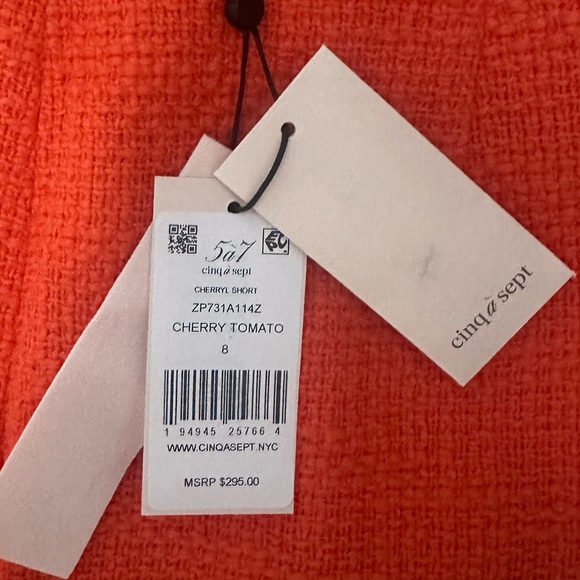 5à7
cinq à sept
CHERRYL SHORT
ZP731A114Z
CHERRY TOMATO
8
1 94945 25766 4
WWW.CINQASEPT.NYC
MSRP $295.00
cinq à sept